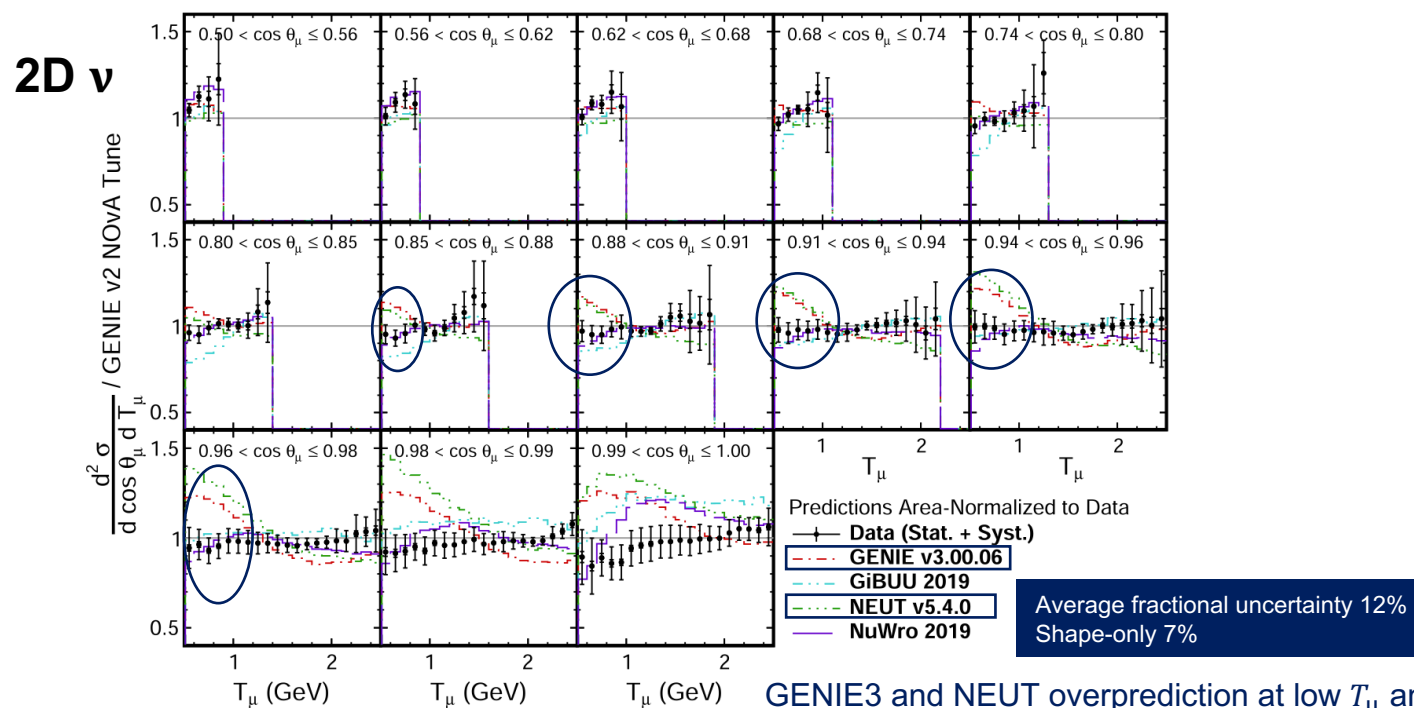 2D ν
d² σ
d cos θμ d Tμ
/ GENIE v2 NOvA Tune
0.50 < cos θμ ≤ 0.56
0.56 < cos θμ ≤ 0.62
0.62 < cos θμ ≤ 0.68
0.68 < cos θμ ≤ 0.74
0.74 < cos θμ ≤ 0.80
1.5
1
0.5
0.80 < cos θμ ≤ 0.85
0.85 < cos θμ ≤ 0.88
0.88 < cos θμ ≤ 0.91
0.91 < cos θμ ≤ 0.94
0.94 < cos θμ ≤ 0.96
1.5
1
0.5
1 2 1 2
Tμ Tμ
0.96 < cos θμ ≤ 0.98
0.98 < cos θμ ≤ 0.99
0.99 < cos θμ ≤ 1.00
1.5
1
0.5
1 2 1 2 1 2
Tμ (GeV) Tμ (GeV) Tμ (GeV)
Predictions Area-Normalized to Data
Data (Stat. + Syst.)
GENIE v3.00.06
GiBUU 2019
NEUT v5.4.0
NuWro 2019
Average fractional uncertainty 12%
Shape-only 7%
GENIE3 and NEUT overprediction at low Tμ